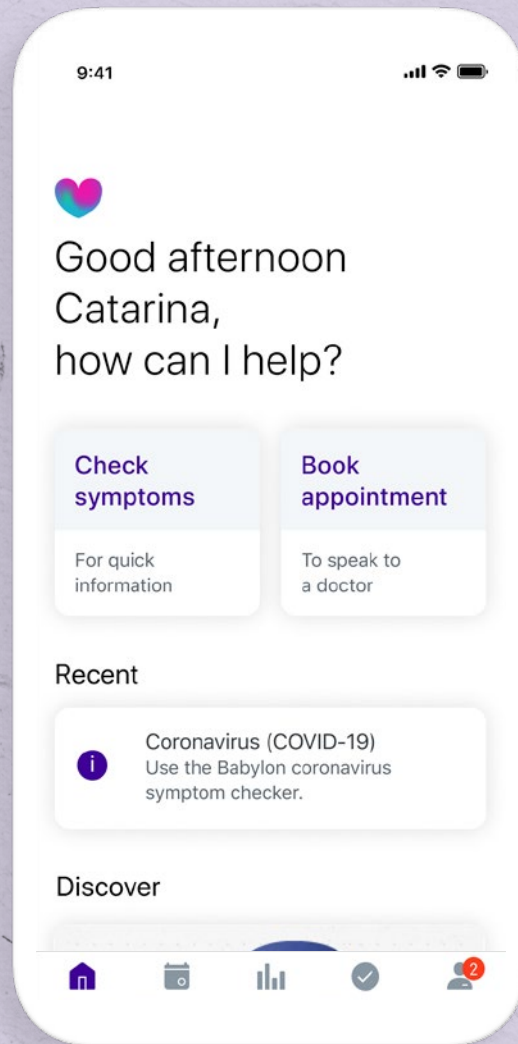 9:41
Good afternoon
Catarina,
how can I help?
Check
symptoms
Book
appointment
For quick
information
To speak to
a doctor
Recent
i
Coronavirus (COVID-19)
Use the Babylon coronavirus
symptom checker.
Discover
2